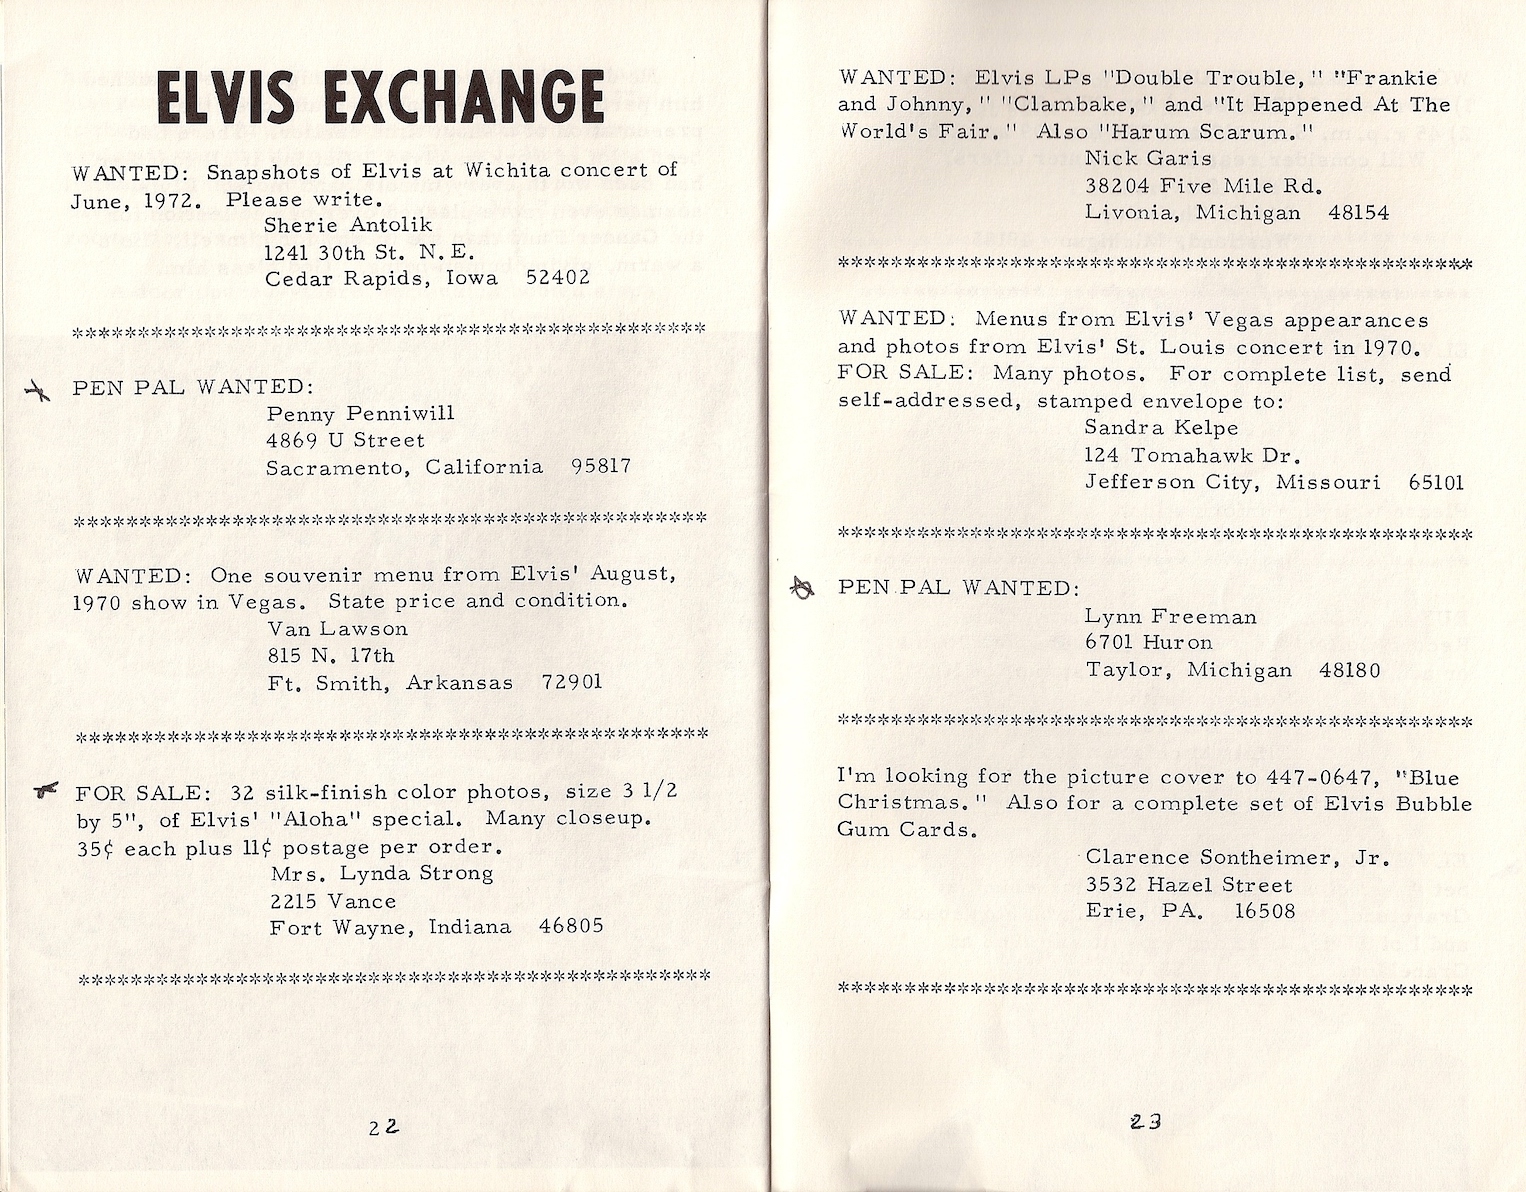 ELVIS EXCHANGE
WANTED: Snapshots of Elvis at Wichita concert of
June, 1972. Please write.
Sherie Antolik
1241 30th St. N.E.
Cedar Rapids, Iowa 52402
************************************************
PEN PAL WANTED:
Penny Penniwill
4869 U Street
Sacramento, California 95817
************************************************
WANTED: One souvenir menu from Elvis' August,
1970 show in Vegas. State price and condition.
Van Lawson
815 N. 17th
Ft. Smith, Arkansas 72901
************************************************
FOR SALE: 32 silk-finish color photos, size 3 1/2
by 5", of Elvis' "Aloha" special. Many closeup.
35¢ each plus 11¢ postage per order.
Mrs. Lynda Strong
2215 Vance
Fort Wayne, Indiana 46805
************************************************
22
WANTED: Elvis LPs "Double Trouble," "Frankie
and Johnny," "Clambake," and "It Happened At The
World's Fair." Also "Harum Scarum."
Nick Garis
38204 Five Mile Rd.
Livonia, Michigan 48154
************************************************
WANTED: Menus from Elvis' Vegas appearances
and photos from Elvis' St. Louis concert in 1970.
FOR SALE: Many photos. For complete list, send
self-addressed, stamped envelope to:
Sandra Kelpe
124 Tomahawk Dr.
Jefferson City, Missouri 65101
************************************************
PEN PAL WANTED:
Lynn Freeman
6701 Huron
Taylor, Michigan 48180
************************************************
I'm looking for the picture cover to 447-0647, "Blue
Christmas." Also for a complete set of Elvis Bubble
Gum Cards.
Clarence Sontheimer, Jr.
3532 Hazel Street
Erie, PA. 16508
************************************************
23